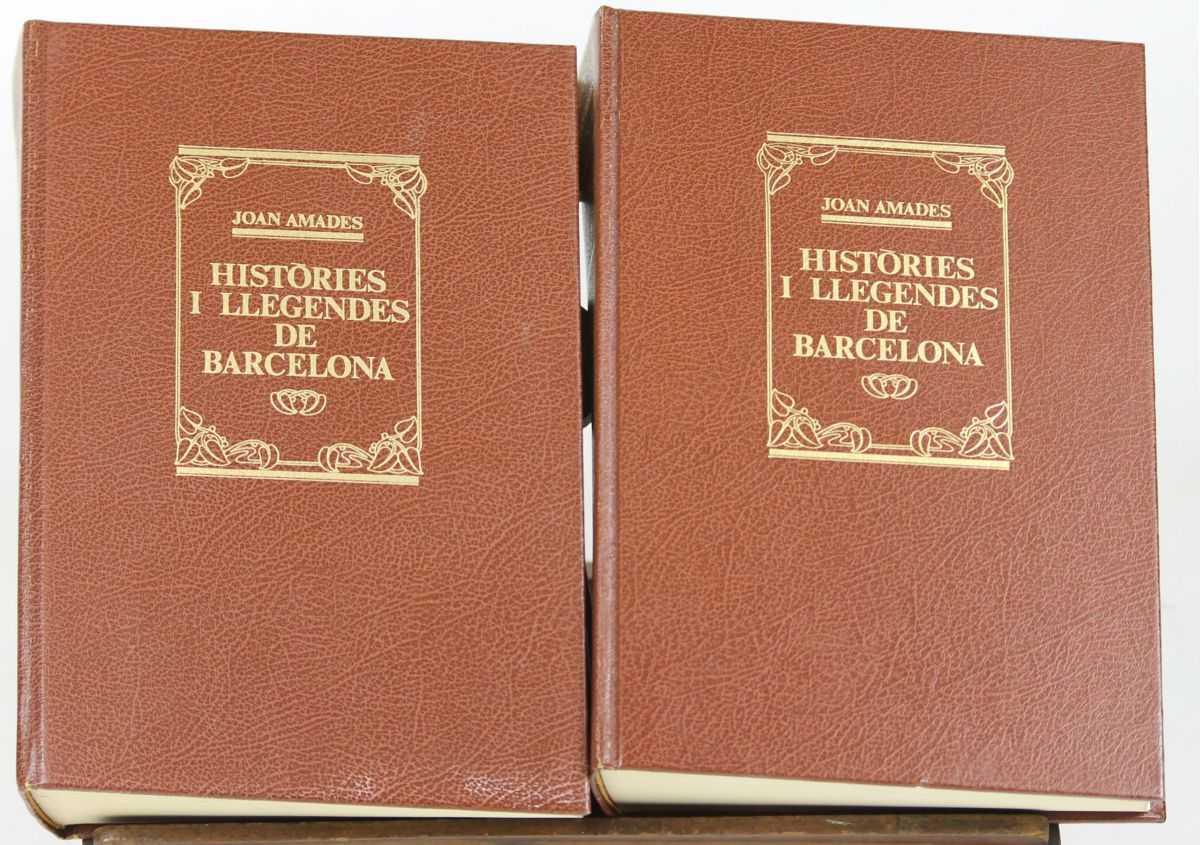 JOAN AMADES
HISTÒRIES
I LLEGENDES
DE
BARCELONA
JOAN AMADES
HISTÒRIES
I LLEGENDES
DE
BARCELONA